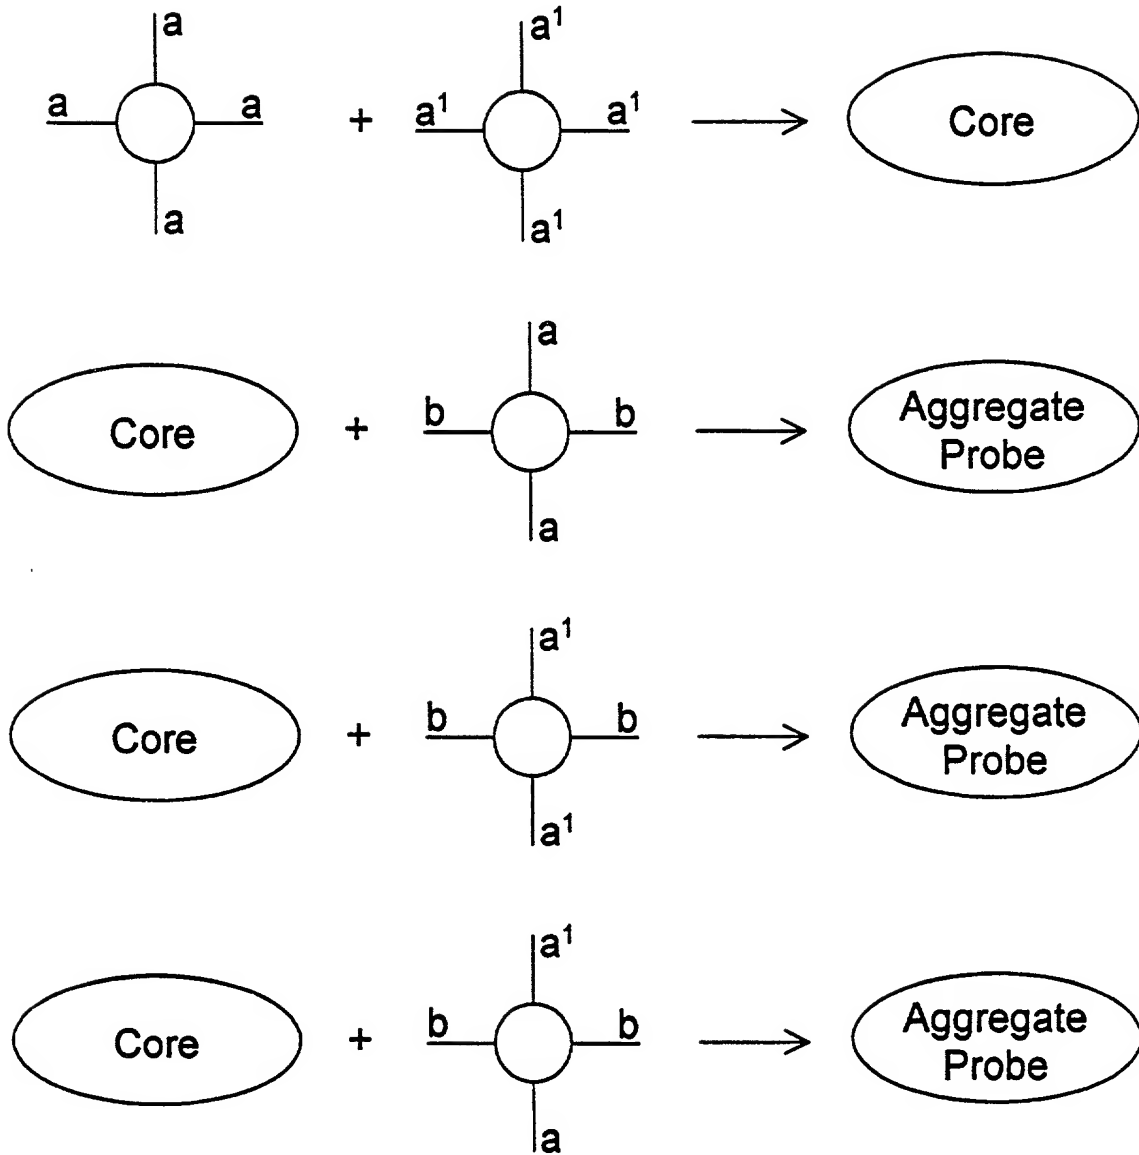 a
a a + a¹
a¹ a¹ → Core
a a¹
a
Core + b b → Aggregate
Probe
a
a¹
Core + b b → Aggregate
Probe
a¹
a¹
Core + b b → Aggregate
Probe
a